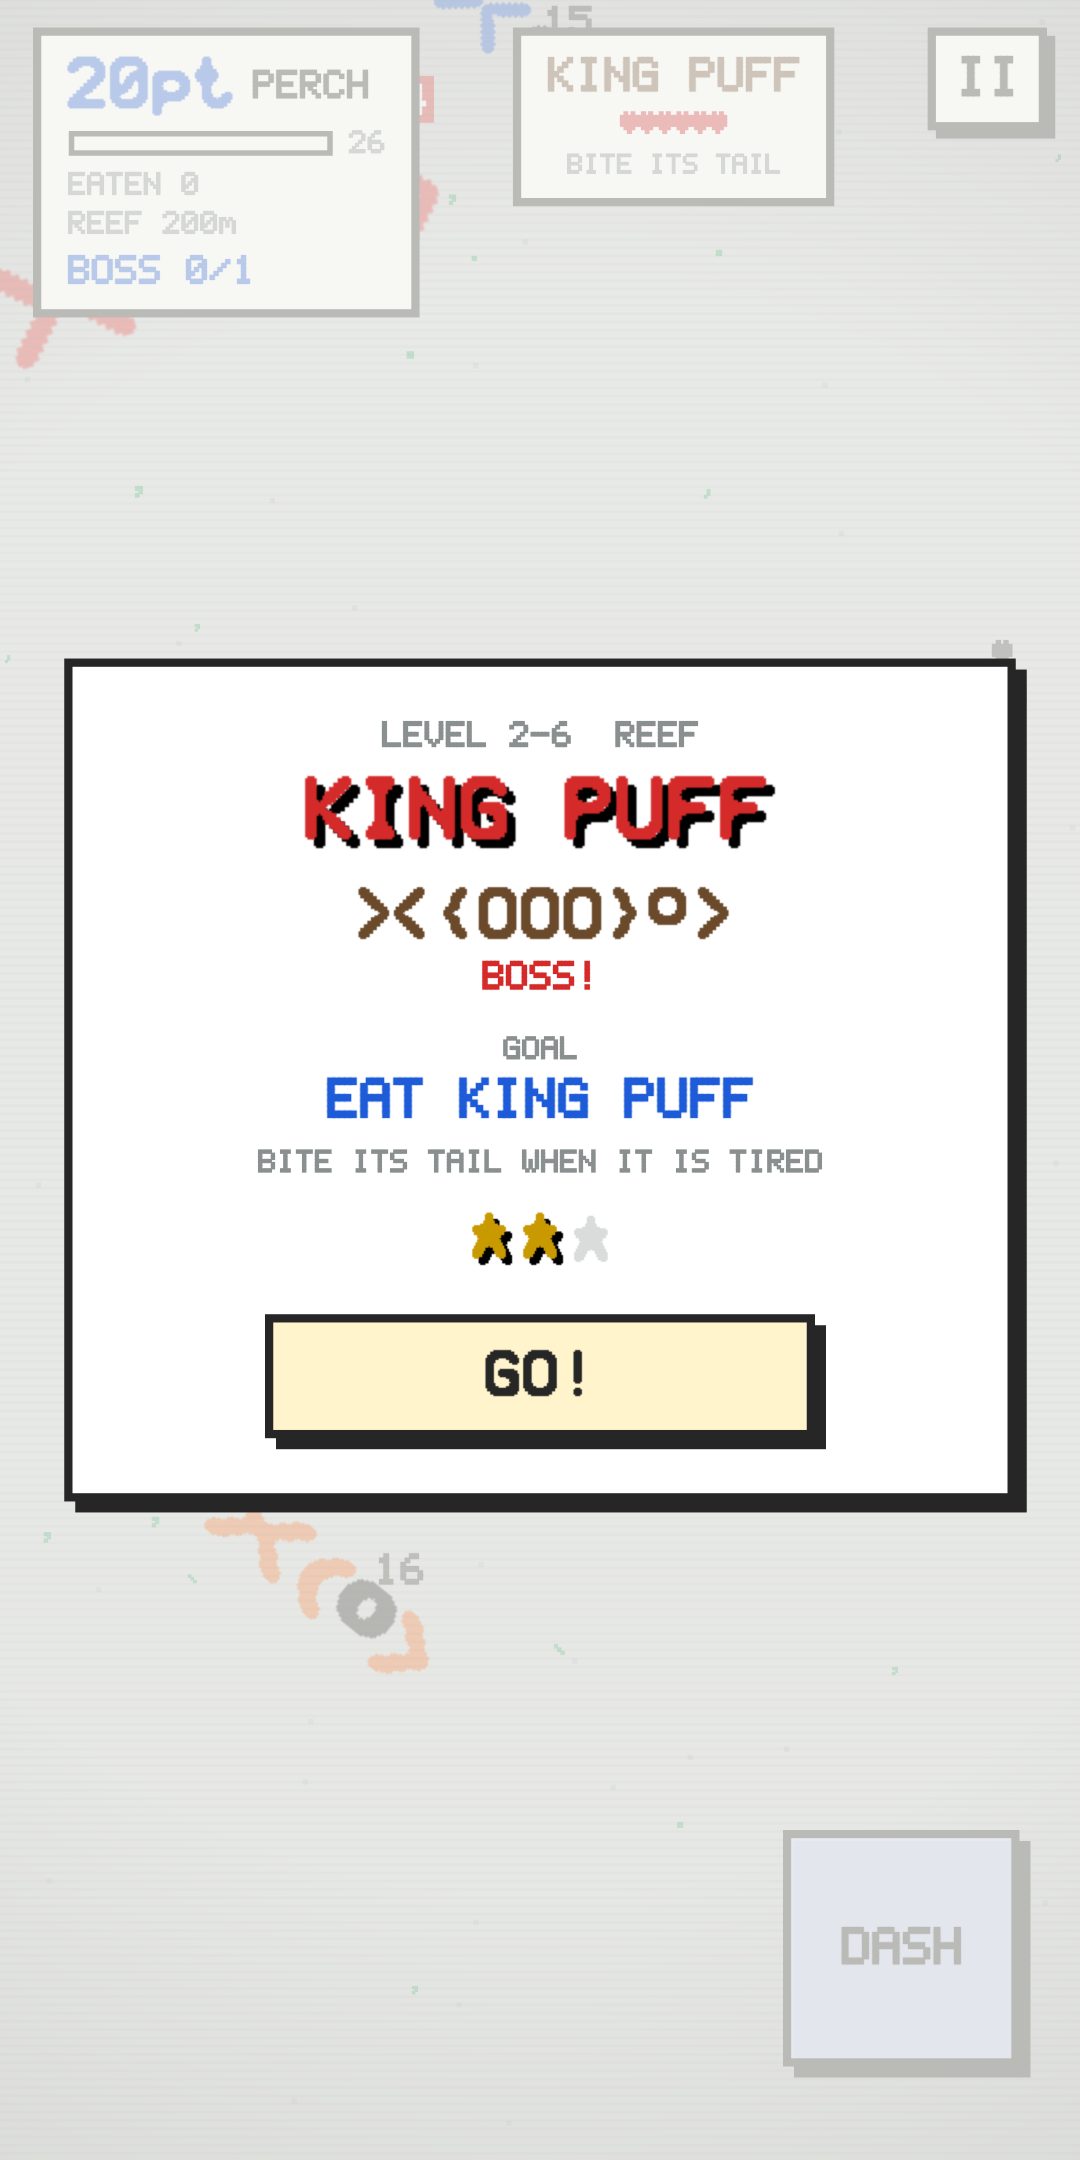 15
20pt PERCH
26
EATEN 0
REEF 200m
BOSS 0/1
KING PUFF
BITE ITS TAIL
II
LEVEL 2-6 REEF
KING PUFF
><{OOO}o>
BOSS!
GOAL
EAT KING PUFF
BITE ITS TAIL WHEN IT IS TIRED
★★★
GO!
16
DASH